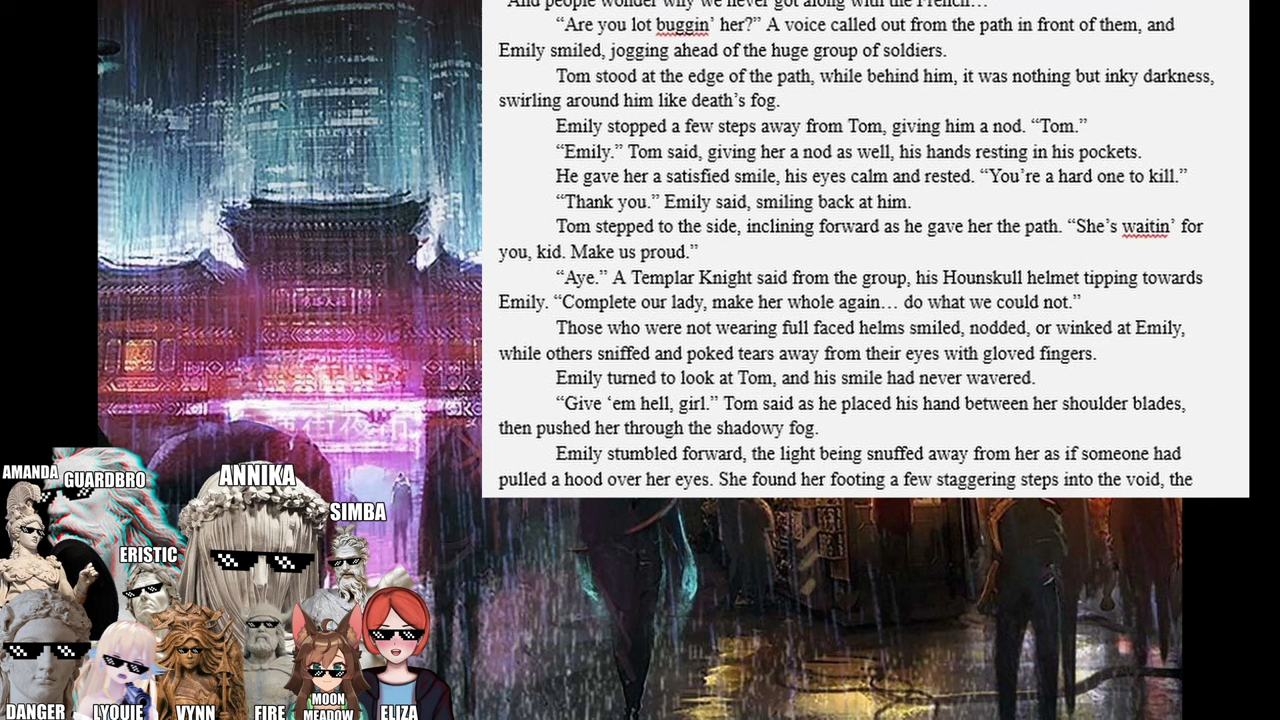 “And people wonder why we never got along with the French…
“Are you lot buggin’ her?” A voice called out from the path in front of them, and
Emily smiled, jogging ahead of the huge group of soldiers.
Tom stood at the edge of the path, while behind him, it was nothing but inky darkness,
swirling around him like death’s fog.
Emily stopped a few steps away from Tom, giving him a nod. “Tom.”
“Emily.” Tom said, giving her a nod as well, his hands resting in his pockets.
He gave her a satisfied smile, his eyes calm and rested. “You’re a hard one to kill.”
“Thank you.” Emily said, smiling back at him.
Tom stepped to the side, inclining forward as he gave her the path. “She’s waitin’ for
you, kid. Make us proud.”
“Aye.” A Templar Knight said from the group, his Hounskull helmet tipping towards
Emily. “Complete our lady, make her whole again… do what we could not.”
Those who were not wearing full faced helms smiled, nodded, or winked at Emily,
while others sniffed and poked tears away from their eyes with gloved fingers.
Emily turned to look at Tom, and his smile had never wavered.
“Give ‘em hell, girl.” Tom said as he placed his hand between her shoulder blades,
then pushed her through the shadowy fog.
Emily stumbled forward, the light being snuffed away from her as if someone had
pulled a hood over her eyes. She found her footing a few staggering steps into the void, the
AMANDA
GUARDBRO
ANNIKA
SIMBA
ERISTIC
DANGER
LYQUIE
VYNN
FIRE
MOON
MEADOW
ELIZA